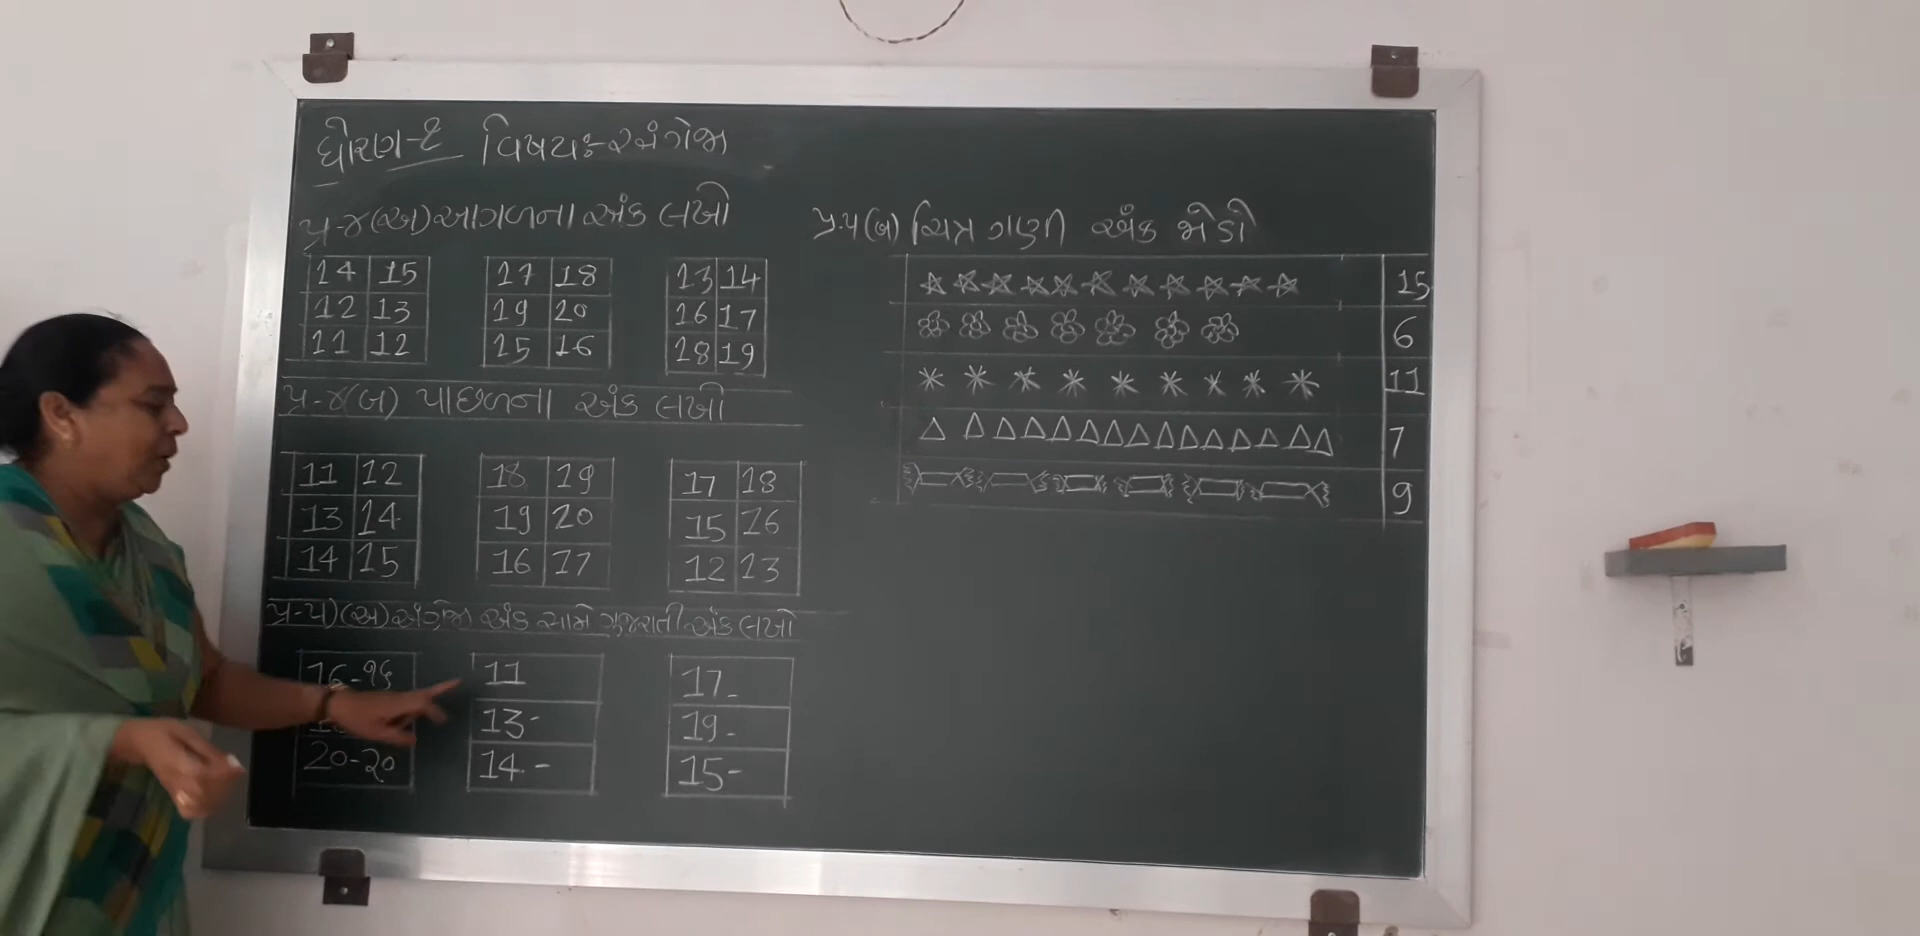 ધોરણ-૧ વિષયઃ-અંગ્રેજી
પ્ર-૪(અ) આગળના અંક લખો
14 15 17 18 13 14
12 13 19 20 16 17
11 12 15 16 18 19
પ્ર-૪(બ) પાછળના અંક લખો
11 12 18 19 17 18
13 14 19 20 15 16
14 15 16 17 12 13
પ્ર-૫)(અ) અંગ્રેજી અંક સામે ગુજરાતી અંક લખો
16-૧૬ 11 17-
13- 19-
20-૨૦ 14- 15-
પ્ર.૫(બ) ચિત્ર ગણી અંક જોડો
15
6
11
7
9